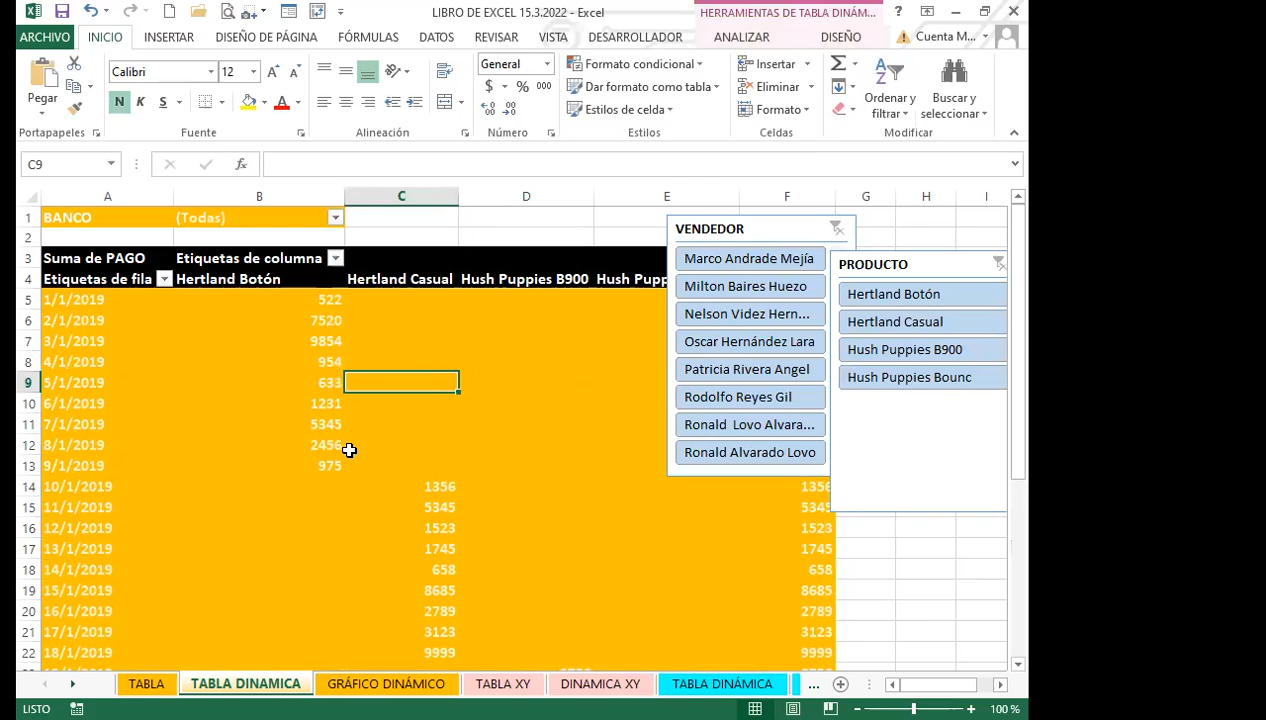 LIBRO DE EXCEL 15.3.2022 - Excel
HERRAMIENTAS DE TABLA DINÁM...
ARCHIVO INICIO INSERTAR DISEÑO DE PÁGINA FÓRMULAS DATOS REVISAR VISTA DESARROLLADOR ANALIZAR DISEÑO Cuenta M...
Pegar
Calibri 12
N K S
General
$ % 000
Formato condicional
Dar formato como tabla
Estilos de celda
Insertar
Eliminar
Formato
Ordenar y filtrar
Buscar y seleccionar
Portapapeles Fuente Alineación Número Estilos Celdas Modificar
C9
A B C D E F G H I
1 BANCO (Todas)
2
3 Suma de PAGO Etiquetas de columna
4 Etiquetas de fila Hertland Botón Hertland Casual Hush Puppies B900 Hush Pup
5 1/1/2019 522
6 2/1/2019 7520
7 3/1/2019 9854
8 4/1/2019 954
9 5/1/2019 633
10 6/1/2019 1231
11 7/1/2019 5345
12 8/1/2019 2456
13 9/1/2019 975
14 10/1/2019 1356 1356
15 11/1/2019 5345 5345
16 12/1/2019 1523 1523
17 13/1/2019 1745 1745
18 14/1/2019 658 658
19 15/1/2019 8685 8685
20 16/1/2019 2789 2789
21 17/1/2019 3123 3123
22 18/1/2019 9999 9999
VENDEDOR
Marco Andrade Mejía
Milton Baires Huezo
Nelson Videz Hern...
Oscar Hernández Lara
Patricia Rivera Angel
Rodolfo Reyes Gil
Ronald Lovo Alvara...
Ronald Alvarado Lovo
PRODUCTO
Hertland Botón
Hertland Casual
Hush Puppies B900
Hush Puppies Bounc
TABLA TABLA DINAMICA GRÁFICO DINÁMICO TABLA XY DINAMICA XY TABLA DINÁMICA ...
LISTO
100 %